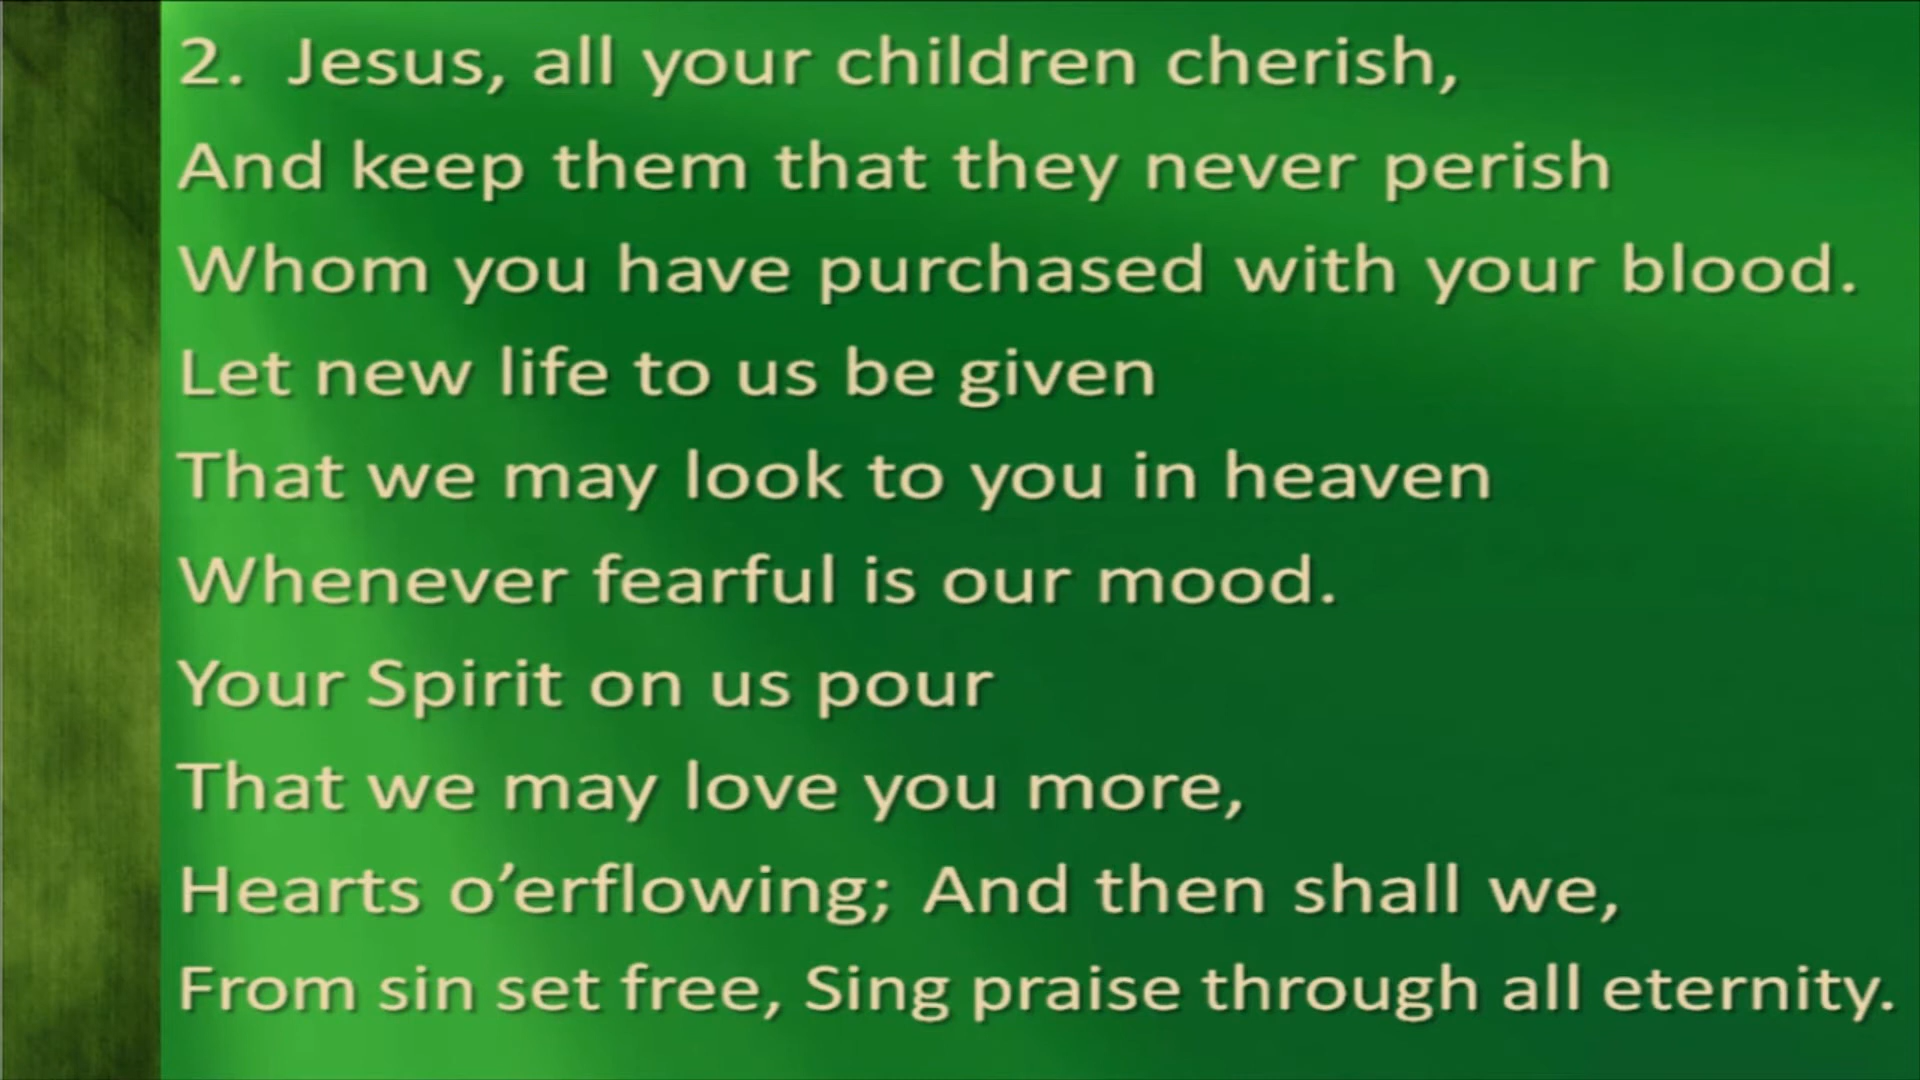 2. Jesus, all your children cherish,
And keep them that they never perish
Whom you have purchased with your blood.
Let new life to us be given
That we may look to you in heaven
Whenever fearful is our mood.
Your Spirit on us pour
That we may love you more,
Hearts o’erflowing; And then shall we,
From sin set free, Sing praise through all eternity.